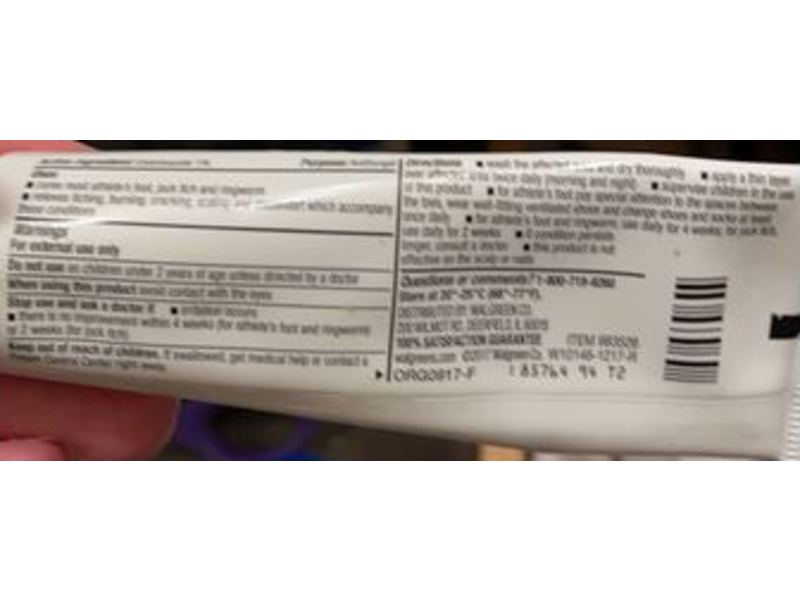 Active ingredient Clotrimazole 1%
Purpose Antifungal
Uses
■ cures most athlete's foot, jock itch and ringworm
■ relieves itching, burning, cracking, scaling and discomfort which accompany
these conditions
Warnings
For external use only
Do not use on children under 2 years of age unless directed by a doctor
When using this product avoid contact with the eyes
Stop use and ask a doctor if ■ irritation occurs
■ there is no improvement within 4 weeks (for athlete's foot and ringworm)
or 2 weeks (for jock itch)
Keep out of reach of children. If swallowed, get medical help or contact a
Poison Control Center right away.
Directions ■ wash the affected area and dry thoroughly ■ apply a thin layer
over affected area twice daily (morning and night) ■ supervise children in the use
of this product ■ for athlete's foot pay special attention to the spaces between
the toes, wear well-fitting ventilated shoes and change shoes and socks at least
once daily ■ for athlete's foot and ringworm, use daily for 4 weeks; for jock itch,
use daily for 2 weeks ■ if condition persists
longer, consult a doctor ■ this product is not
effective on the scalp or nails
Questions or comments? 1-800-719-9260
Store at 20°-25°C (68°-77°F).
DISTRIBUTED BY: WALGREEN CO.
200 WILMOT RD., DEERFIELD, IL 60015
100% SATISFACTION GUARANTEE ITEM
walgreens.com ©2017 Walgreen Co. W10146-1217-R
ORG0817-F